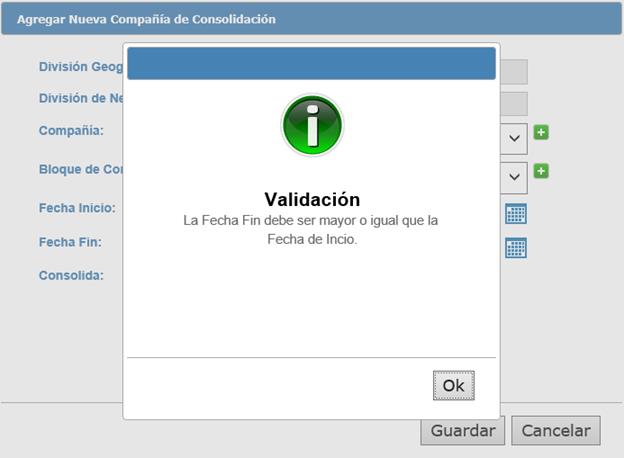 Agregar Nueva Compañía de Consolidación
División Geog
División de Ne
Compañía:
Bloque de Con
Fecha Inicio:
Fecha Fin:
Consolida:
Validación
La Fecha Fin debe ser mayor o igual que la
Fecha de Incio.
Ok
Guardar
Cancelar